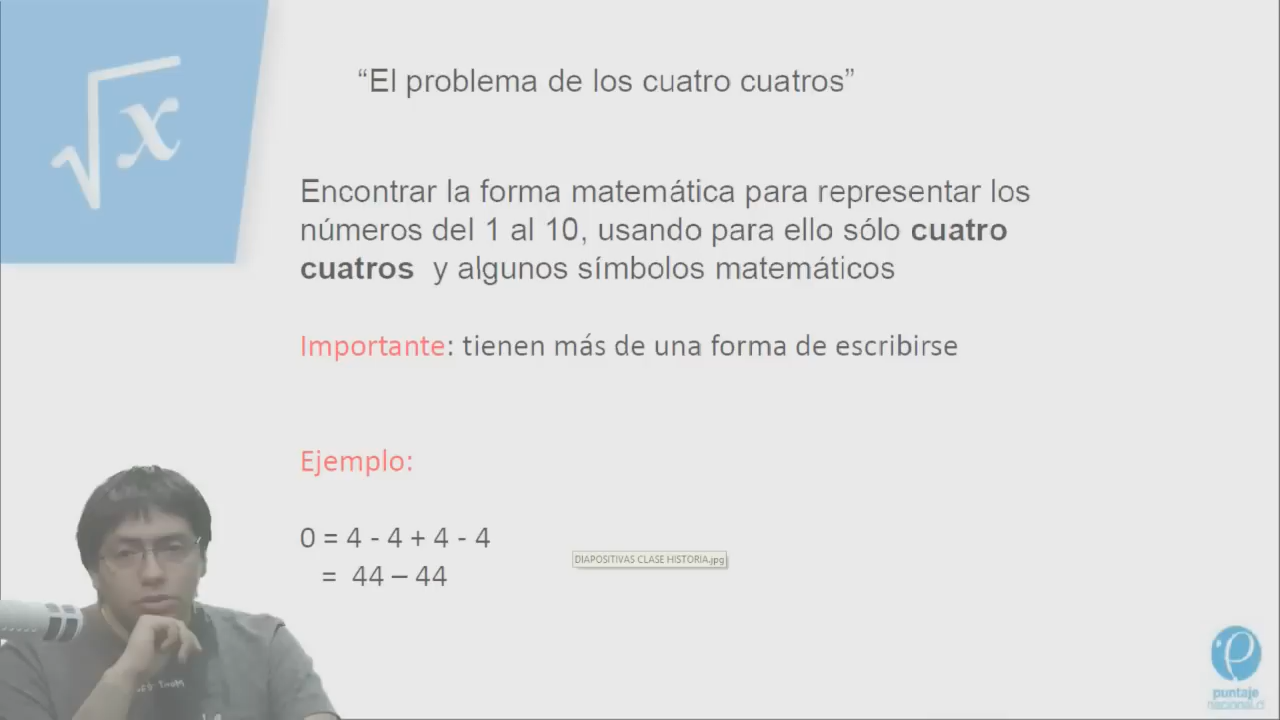 √x
“El problema de los cuatro cuatros”
Encontrar la forma matemática para representar los
números del 1 al 10, usando para ello sólo cuatro
cuatros y algunos símbolos matemáticos
Importante: tienen más de una forma de escribirse
Ejemplo:
0 = 4 - 4 + 4 - 4
= 44 – 44
DIAPOSITIVAS CLASE HISTORIA.jpg
puntaje
nacional.cl